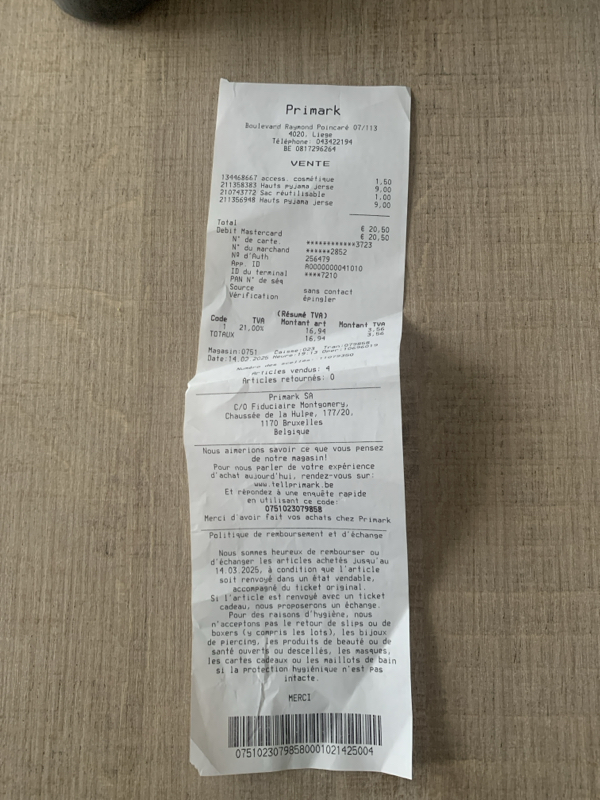 Primark
Boulevard Raymond Poincaré 07/113
4020, Liege
Téléphone: 043422194
BE 0817296264
VENTE
134468667 access. cosmétique 1,50
211358383 Hauts pyjama jerse 9,00
210743772 Sac réutilisable 1,00
211356948 Hauts pyjama jerse 9,00
Total € 20,50
Debit Mastercard € 20,50
N° de carte. ************3723
N° du marchand ******2852
Nº d'Auth 256479
App. ID A0000000041010
ID du terminal ****7210
PAN N° de séq
Source sans contact
Vérification épingler
(Résumé TVA)
Code TVA Montant art Montant TVA
1 21,00% 16,94 3,56
TOTAUX 16,94 3,56
Magasin:0751 Caisse:023 Tran:079858
Date:14.02.2025 Heure:18:13
Articles vendus: 4
Articles retournés: 0
Primark SA
C/O Fiduciaire Montgomery,
Chaussée de la Hulpe, 177/20,
1170 Bruxelles
Belgique
Nous aimerions savoir ce que vous pensez
de notre magasin!
Pour nous parler de votre expérience
d'achat aujourd'hui, rendez-vous sur:
www.tellprimark.be
Et répondez à une enquête rapide
en utilisant ce code:
0751023079858
Merci d'avoir fait vos achats chez Primark
Politique de remboursement et d'échange
Nous sommes heureux de rembourser ou
d'échanger les articles achetés jusqu'au
14.03.2025, à condition que l'article
soit renvoyé dans un état vendable,
accompagné du ticket original.
Si l'article est renvoyé avec un ticket
cadeau, nous proposerons un échange.
Pour des raisons d'hygiène, nous
n'acceptons pas le retour de slips ou de
boxers (y compris les lots), les bijoux
de piercing, les produits de beauté ou de
santé ouverts ou descellés, les masques,
les cartes cadeaux ou les maillots de bain
si la protection hygiénique n'est pas
intacte.
MERCI
07510230798580001021425004